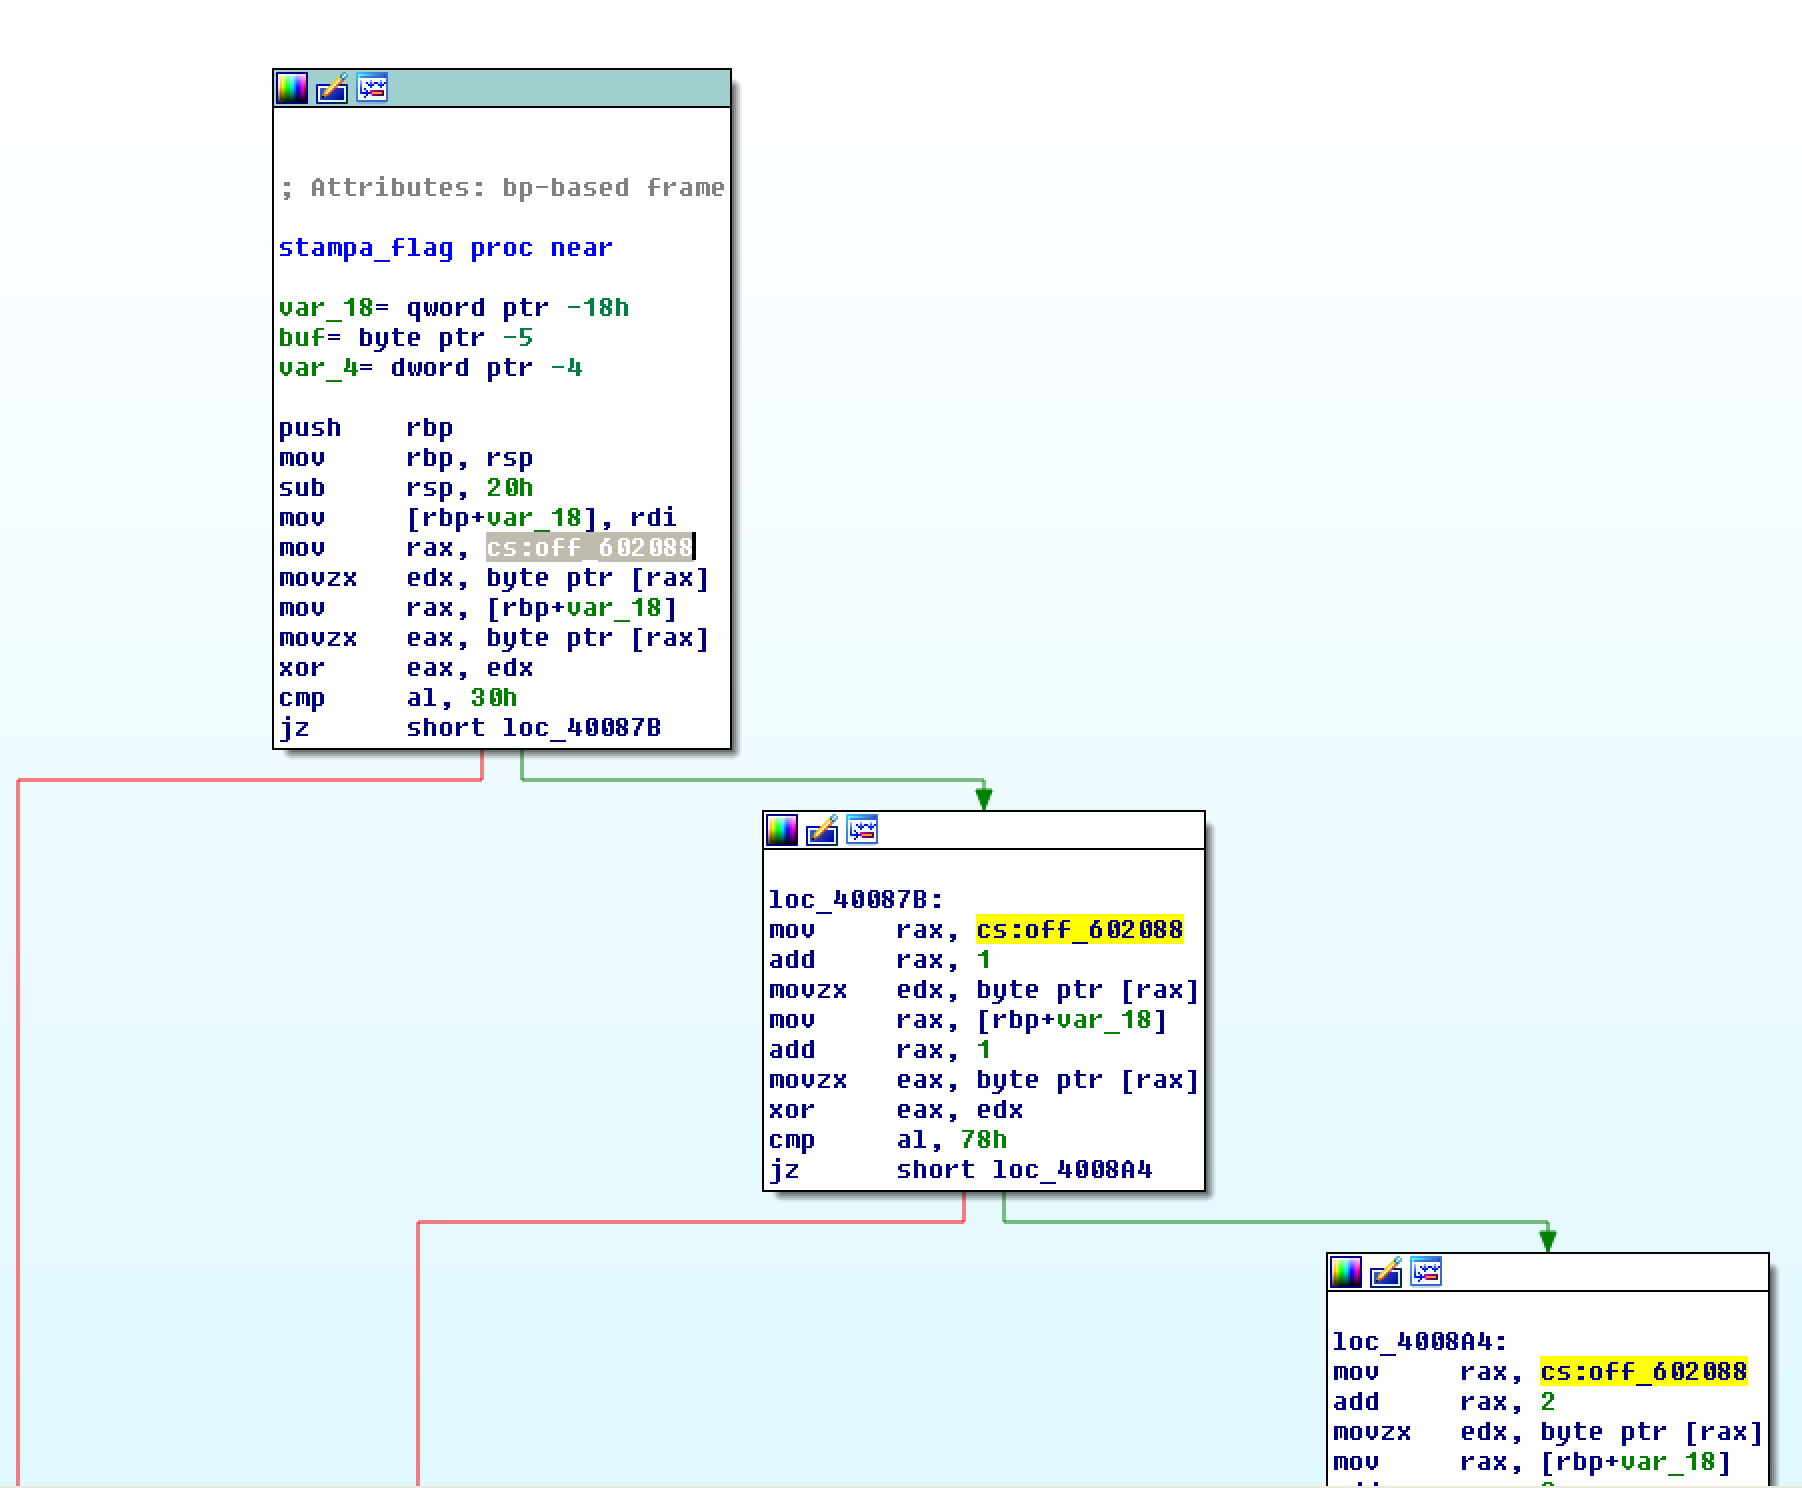 ; Attributes: bp-based frame
stampa_flag proc near
var_18= qword ptr -18h
buf= byte ptr -5
var_4= dword ptr -4
push rbp
mov rbp, rsp
sub rsp, 20h
mov [rbp+var_18], rdi
mov rax, cs:off_602088
movzx edx, byte ptr [rax]
mov rax, [rbp+var_18]
movzx eax, byte ptr [rax]
xor eax, edx
cmp al, 30h
jz short loc_40087B
loc_40087B:
mov rax, cs:off_602088
add rax, 1
movzx edx, byte ptr [rax]
mov rax, [rbp+var_18]
add rax, 1
movzx eax, byte ptr [rax]
xor eax, edx
cmp al, 78h
jz short loc_4008A4
loc_4008A4:
mov rax, cs:off_602088
add rax, 2
movzx edx, byte ptr [rax]
mov rax, [rbp+var_18]